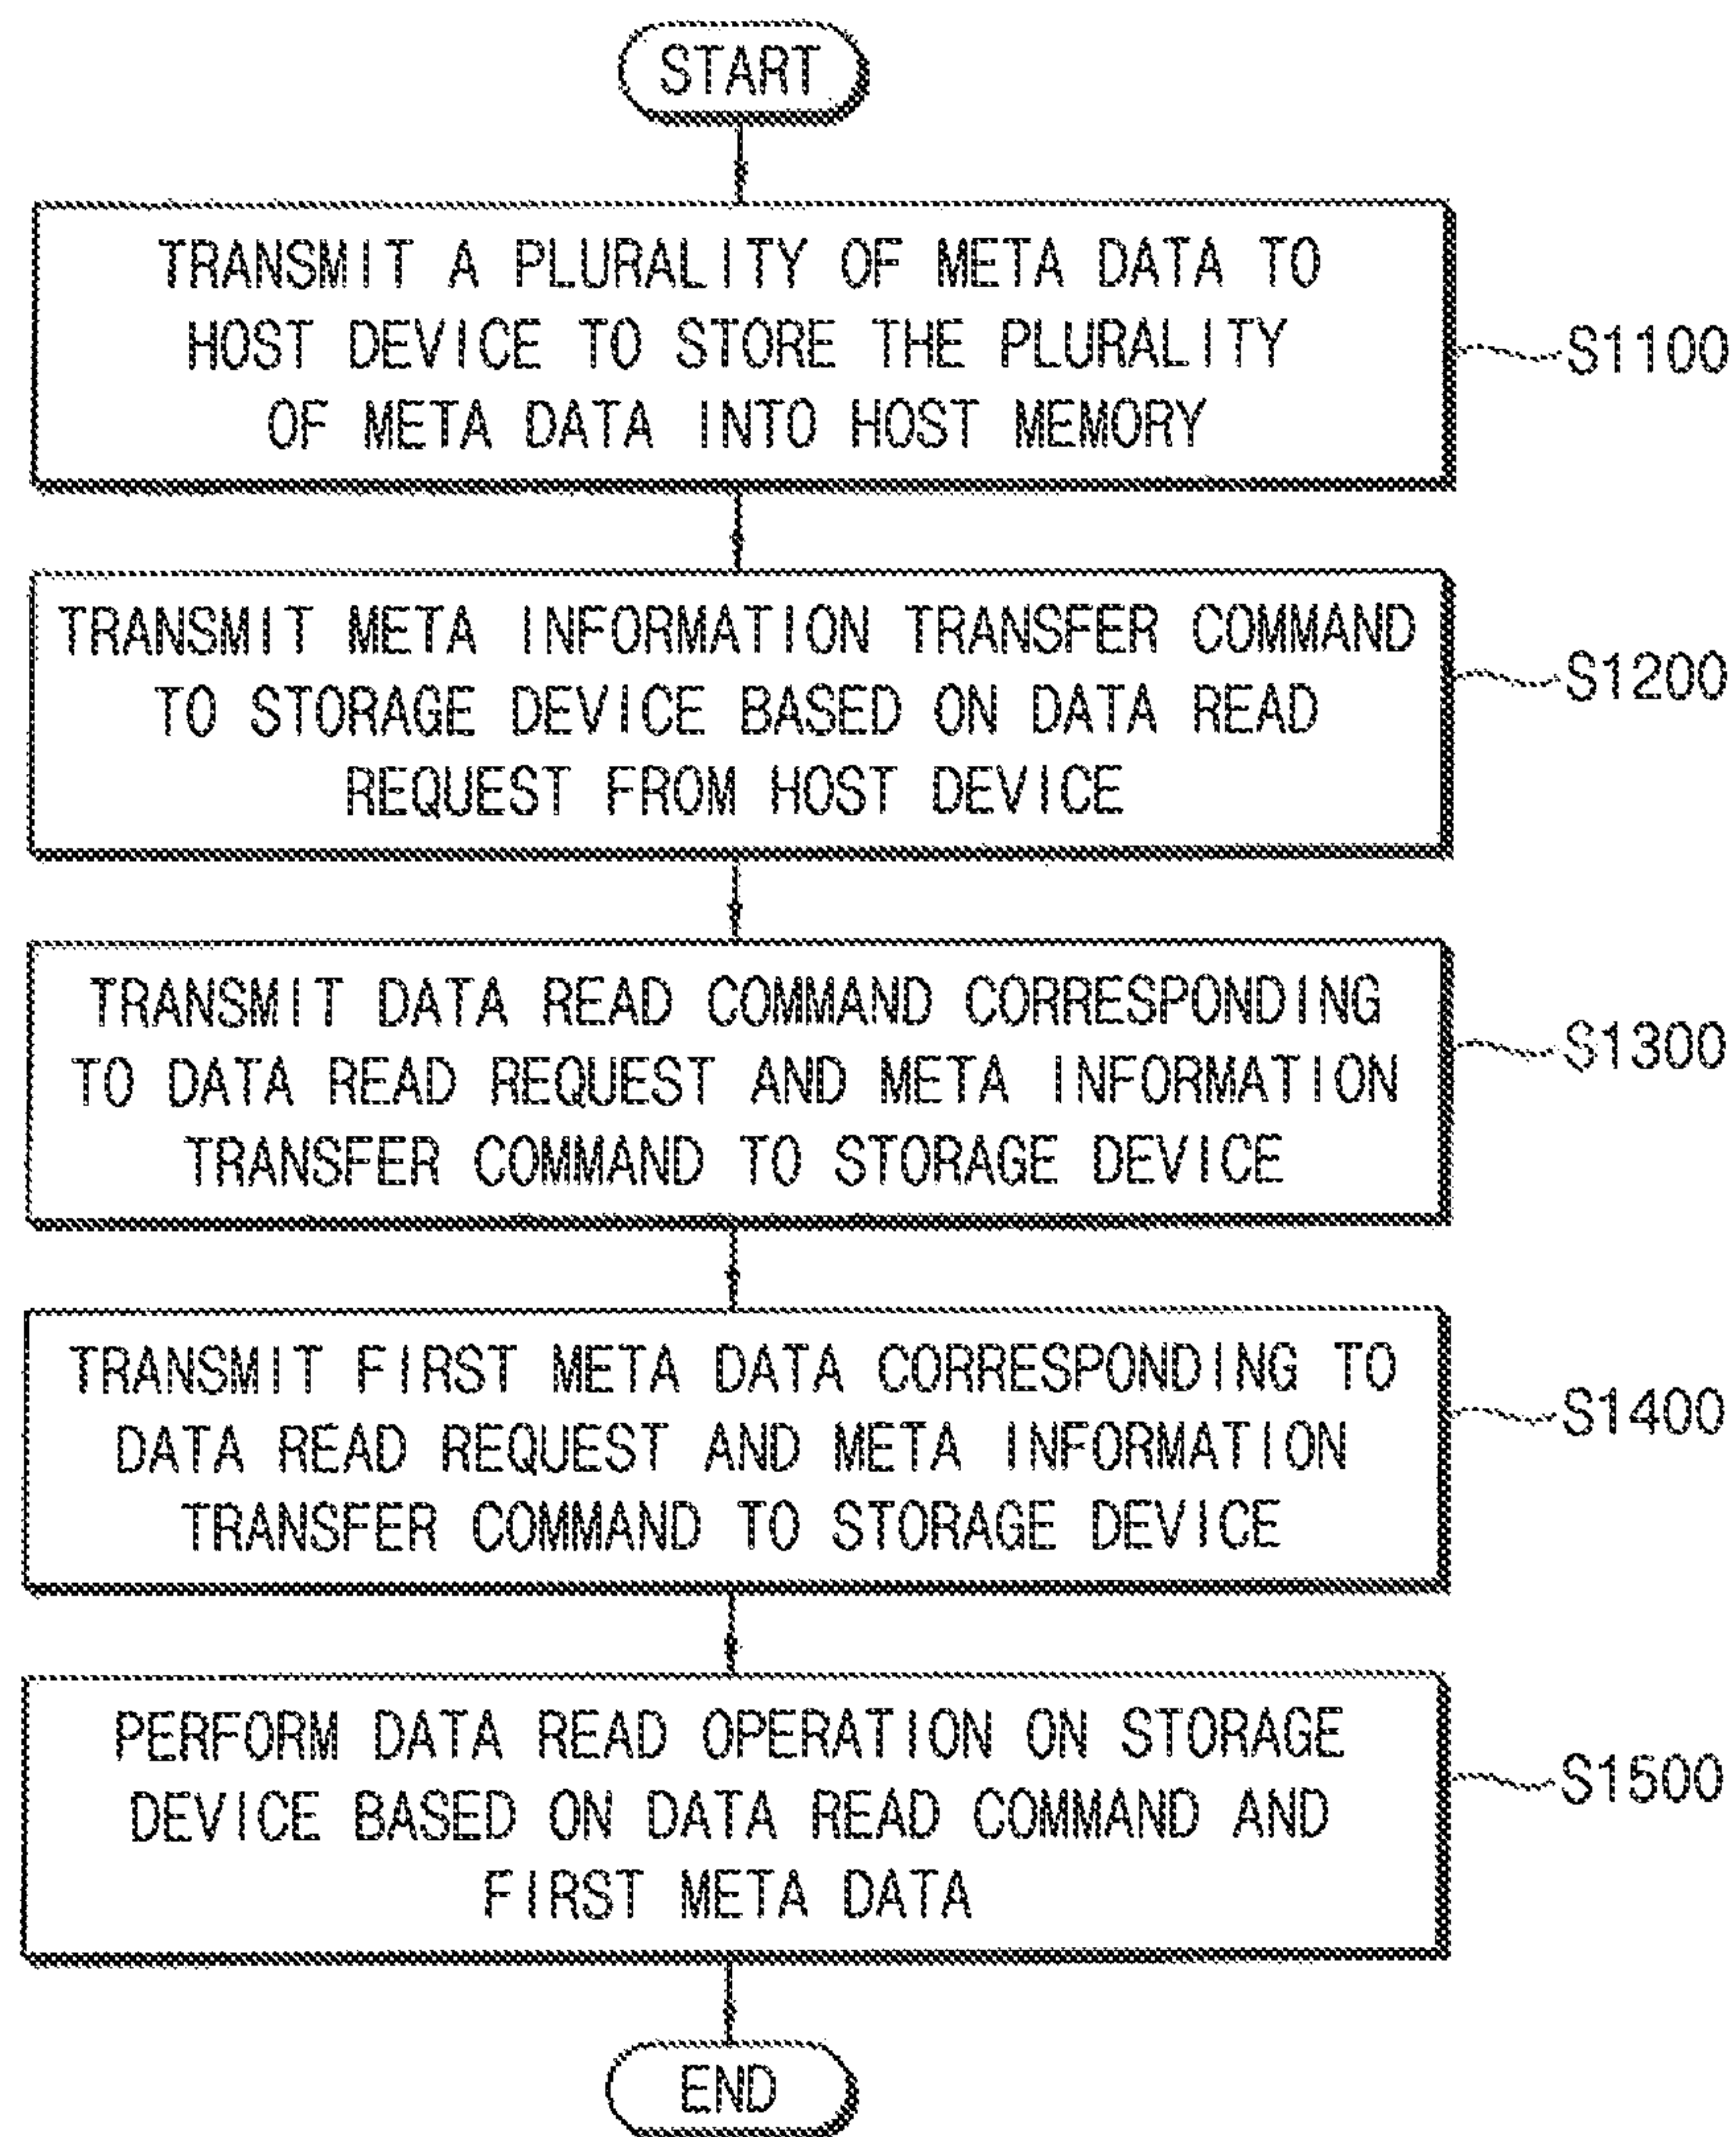 START
TRANSMIT A PLURALITY OF META DATA TO
HOST DEVICE TO STORE THE PLURALITY
OF META DATA INTO HOST MEMORY
S1100
TRANSMIT META INFORMATION TRANSFER COMMAND
TO STORAGE DEVICE BASED ON DATA READ
REQUEST FROM HOST DEVICE
S1200
TRANSMIT DATA READ COMMAND CORRESPONDING
TO DATA READ REQUEST AND META INFORMATION
TRANSFER COMMAND TO STORAGE DEVICE
S1300
TRANSMIT FIRST META DATA CORRESPONDING TO
DATA READ REQUEST AND META INFORMATION
TRANSFER COMMAND TO STORAGE DEVICE
S1400
PERFORM DATA READ OPERATION ON STORAGE
DEVICE BASED ON DATA READ COMMAND AND
FIRST META DATA
S1500
END